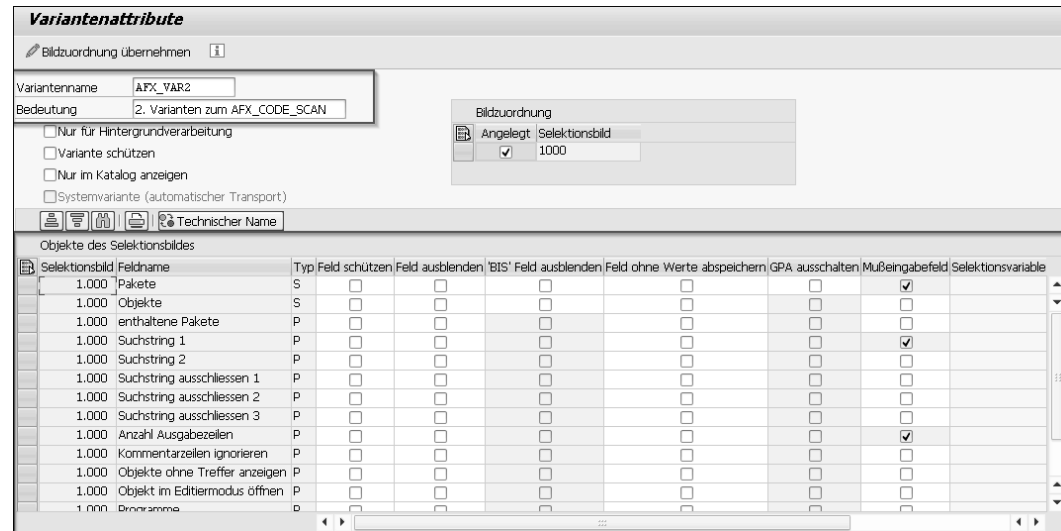 Variantenattribute
Bildzuordnung übernehmen
Variantenname AFX_VAR2
Bedeutung 2. Varianten zum AFX_CODE_SCAN
Nur für Hintergrundverarbeitung
Variante schützen
Nur im Katalog anzeigen
Systemvariante (automatischer Transport)
Bildzuordnung
Angelegt Selektionsbild
1000
Technischer Name
Objekte des Selektionsbildes
Selektionsbild Feldname Typ Feld schützen Feld ausblenden 'BIS' Feld ausblenden Feld ohne Werte abspeichern GPA ausschalten Mußeingabefeld Selektionsvariable
1.000 Pakete S
1.000 Objekte S
1.000 enthaltene Pakete P
1.000 Suchstring 1 P
1.000 Suchstring 2 P
1.000 Suchstring ausschliessen 1 P
1.000 Suchstring ausschliessen 2 P
1.000 Suchstring ausschliessen 3 P
1.000 Anzahl Ausgabezeilen P
1.000 Kommentarzeilen ignorieren P
1.000 Objekte ohne Treffer anzeigen P
1.000 Objekt im Editiermodus öffnen P
1.000 Programme P